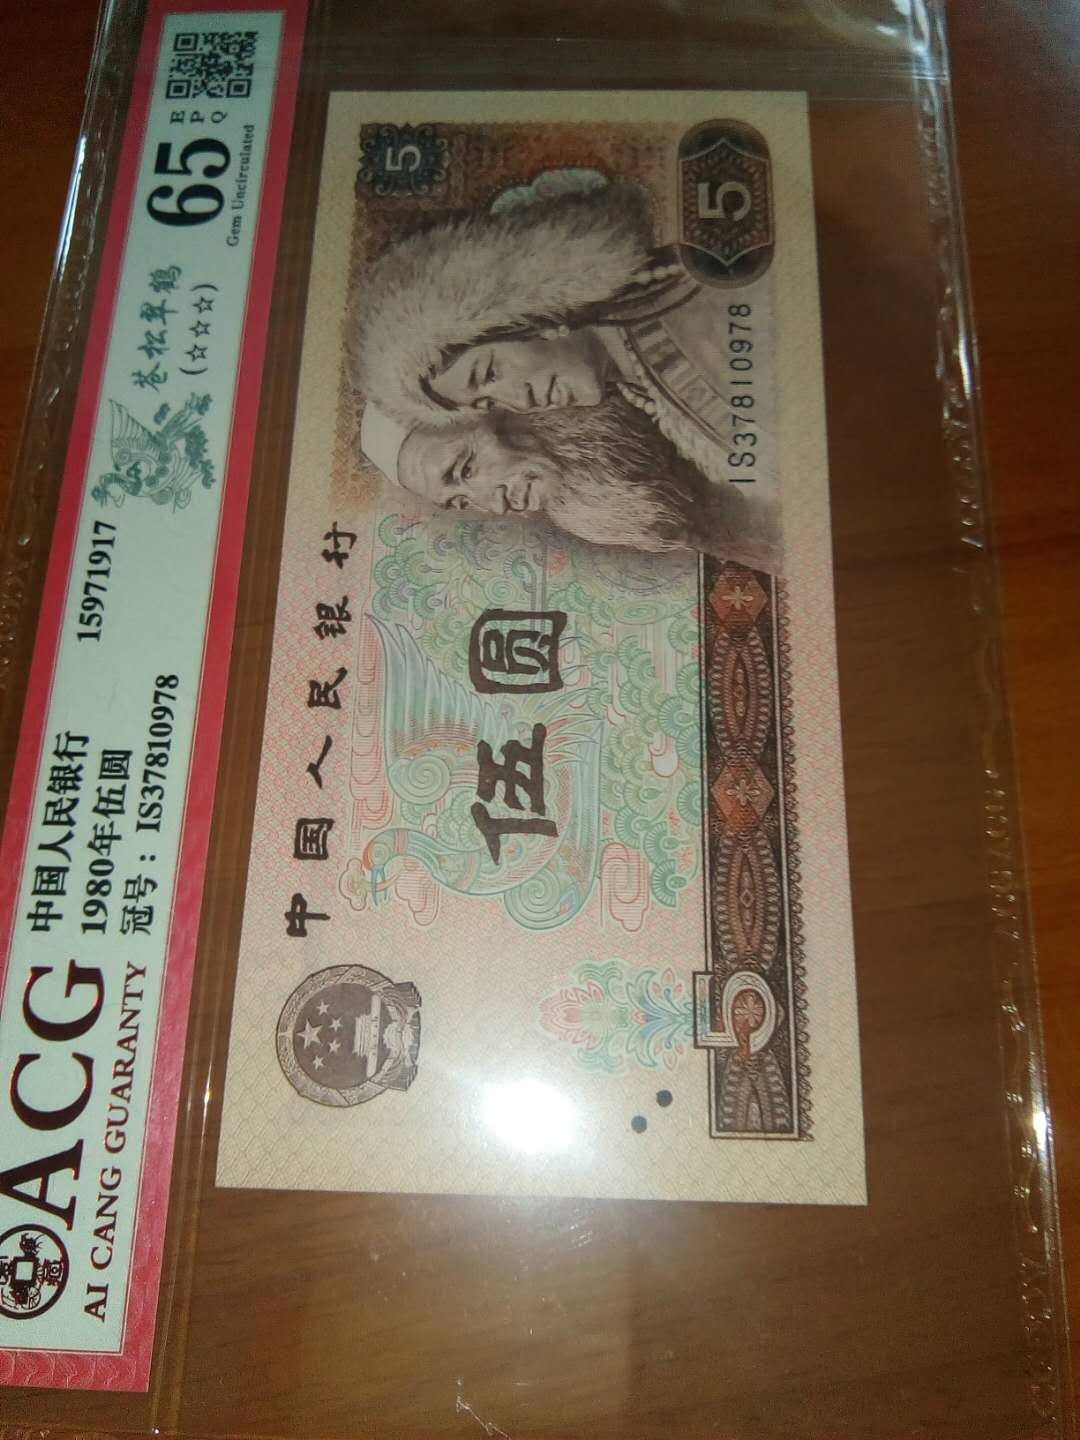 ACG
AI CANG GUARANTY
中国人民银行
1980年伍圆
冠号：IS37810978
15971917
苍松翠鹤
(☆☆☆)
65
EPQ
Gem Uncirculated
中国人民银行
伍圆
5
5
5
IS37810978